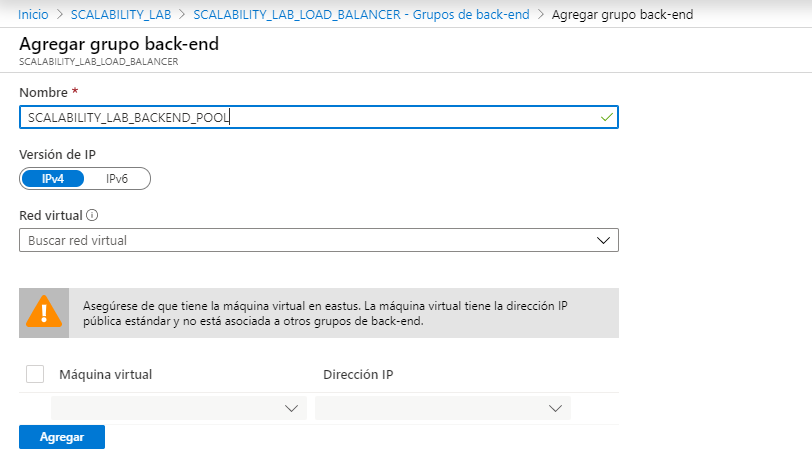 Inicio > SCALABILITY_LAB > SCALABILITY_LAB_LOAD_BALANCER - Grupos de back-end > Agregar grupo back-end
Agregar grupo back-end
SCALABILITY_LAB_LOAD_BALANCER
Nombre *
SCALABILITY_LAB_BACKEND_POOL
Versión de IP
IPv4 IPv6
Red virtual
Buscar red virtual
Asegúrese de que tiene la máquina virtual en eastus. La máquina virtual tiene la dirección IP
pública estándar y no está asociada a otros grupos de back-end.
Máquina virtual Dirección IP
Agregar